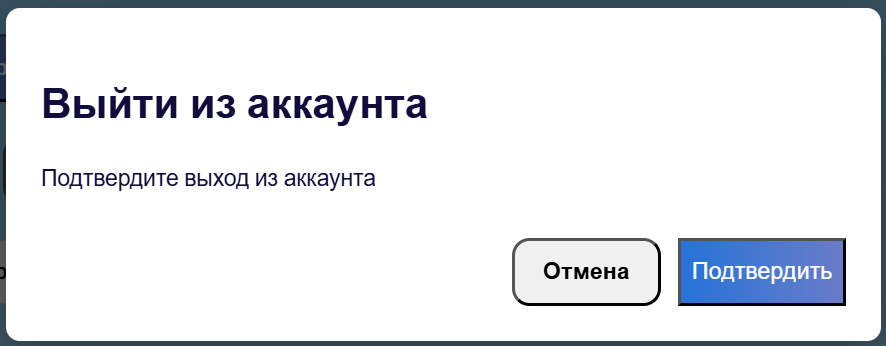 Выйти из аккаунта
Подтвердите выход из аккаунта
Отмена
Подтвердить